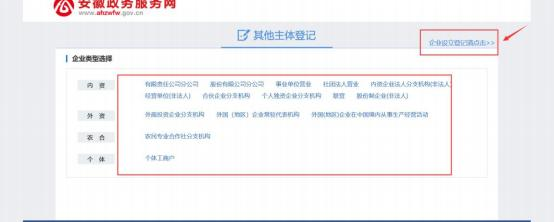 安徽政务服务网
www.ahzwfw.gov.cn
其他主体登记
企业设立登记请点击>>
企业类型选择
内 资 有限责任公司分公司 股份有限公司分公司 事业单位营业 社团法人营业 内资企业法人分支机构(非法人)
经营单位(非法人) 合伙企业分支机构 个人独资企业分支机构 联营 股份制企业(非法人)
外 资 外商投资企业分支机构 外国（地区）企业常驻代表机构 外国(地区)企业在中国境内从事生产经营活动
农 合 农民专业合作社分支机构
个 体 个体工商户